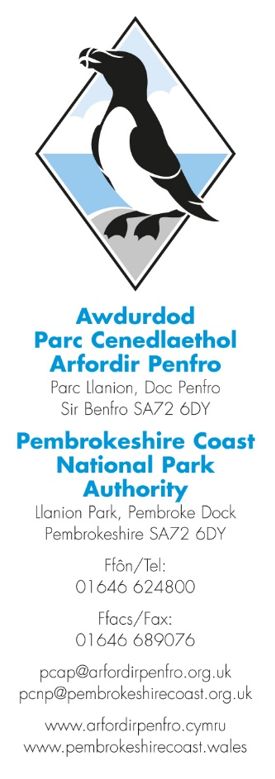 Awdurdod
Parc Cenedlaethol
Arfordir Penfro
Parc Llanion, Doc Penfro
Sir Benfro SA72 6DY
Pembrokeshire Coast
National Park
Authority
Llanion Park, Pembroke Dock
Pembrokeshire SA72 6DY
Ffôn/Tel:
01646 624800
Ffacs/Fax:
01646 689076
pcap@arfordirpenfro.org.uk
pcnp@pembrokeshirecoast.org.uk
www.arfordirpenfro.cymru
www.pembrokeshirecoast.wales